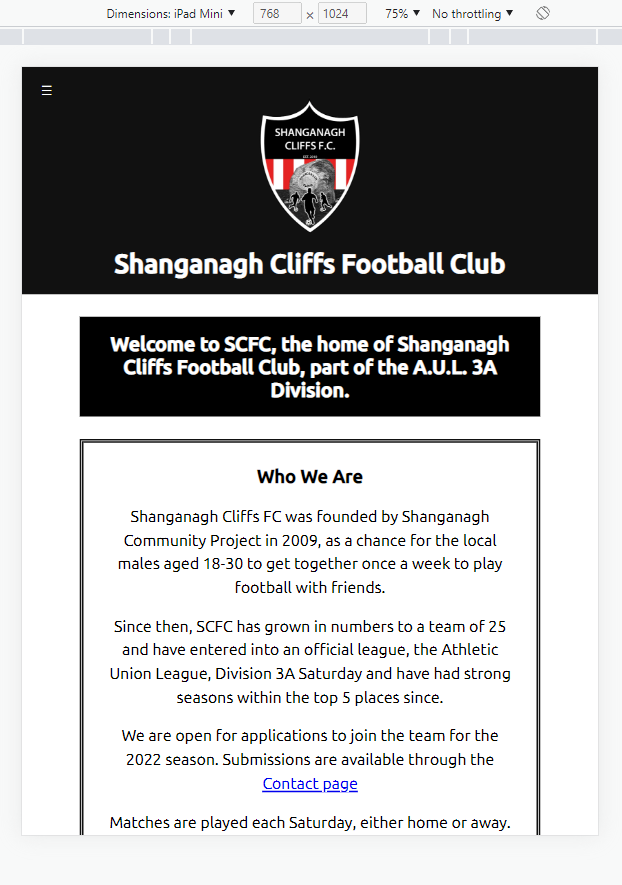 Dimensions: iPad Mini ▼ 768 × 1024 75% ▼ No throttling ▼
☰
SHANGANAGH
CLIFFS F.C.
Shanganagh Cliffs Football Club
Welcome to SCFC, the home of Shanganagh
Cliffs Football Club, part of the A.U.L. 3A
Division.
Who We Are
Shanganagh Cliffs FC was founded by Shanganagh
Community Project in 2009, as a chance for the local
males aged 18-30 to get together once a week to play
football with friends.
Since then, SCFC has grown in numbers to a team of 25
and have entered into an official league, the Athletic
Union League, Division 3A Saturday and have had strong
seasons within the top 5 places since.
We are open for applications to join the team for the
2022 season. Submissions are available through the
Contact page
Matches are played each Saturday, either home or away.